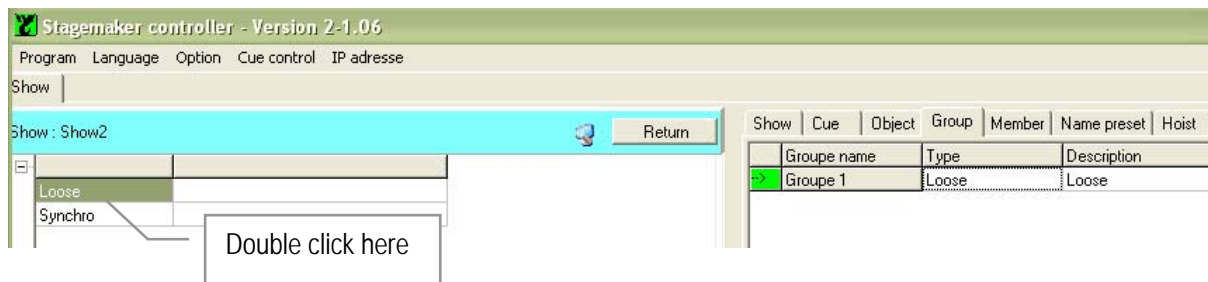 Stagemaker controller - Version 2-1.06
Program Language Option Cue control IP adresse
Show
Show : Show2 Return
Show Cue Object Group Member Name preset Hoist
Groupe name Type Description
--> Groupe 1 Loose Loose
Loose
Synchro
Double click here